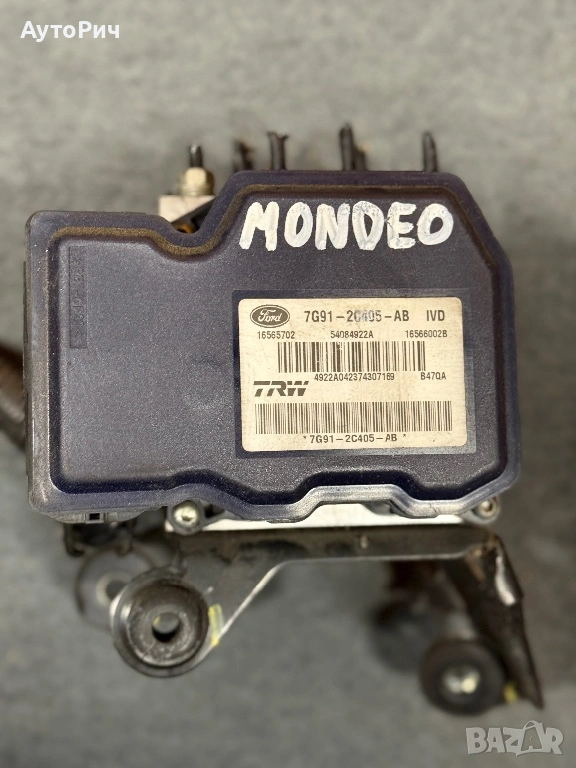 АутоРич
MONDEO
Ford 7G91-2C405-AB IVD
16565702 54084922A 16566002B
4922A042374307169 B47QA
TRW
*7G91-2C405-AB*
BAZAR